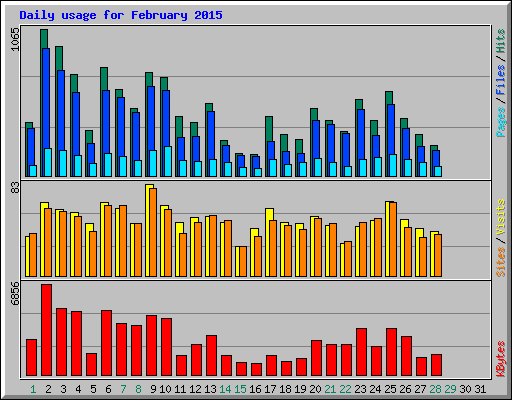 Daily usage for February 2015
1065
Pages / Files / Hits
83
Sites / Visits
6856
KBytes
1 2 3 4 5 6 7 8 9 10 11 12 13 14 15 16 17 18 19 20 21 22 23 24 25 26 27 28 29 30 31